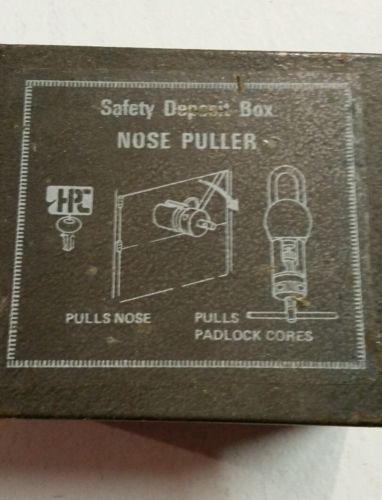 Safety Deposit Box
NOSE PULLER
HPC
PULLS NOSE
PULLS
PADLOCK CORES